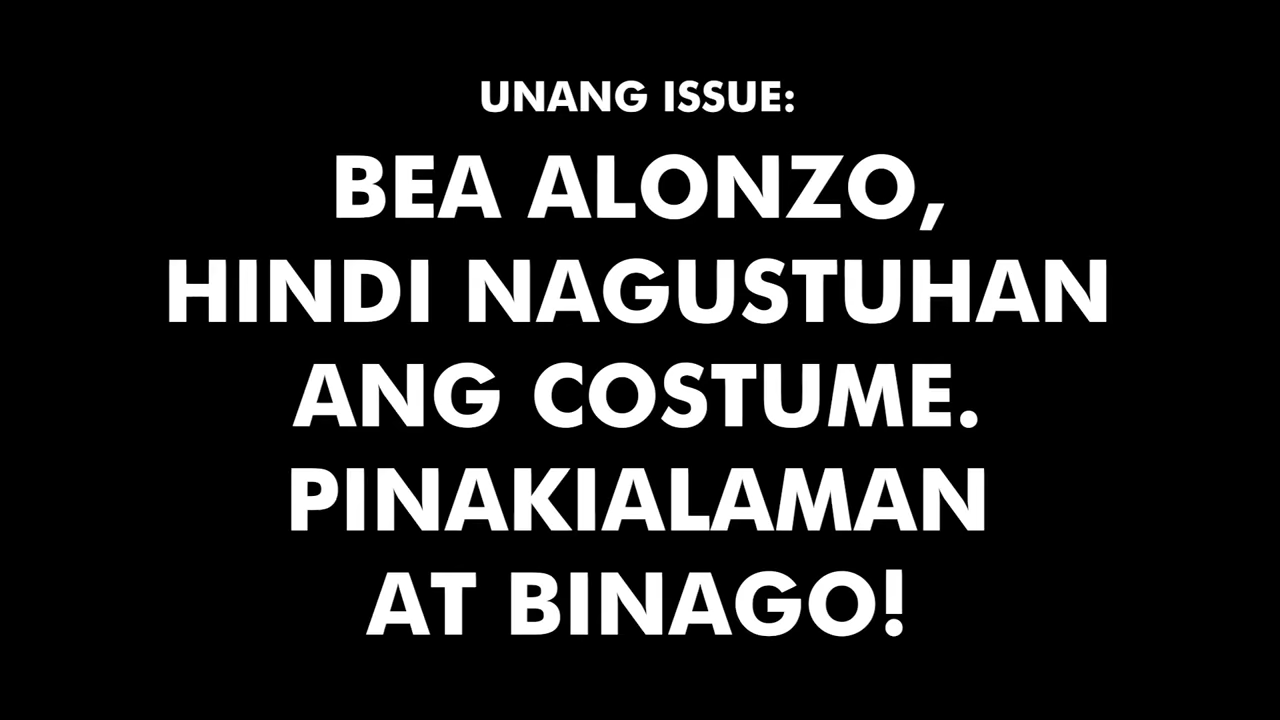 UNANG ISSUE:
BEA ALONZO,
HINDI NAGUSTUHAN
ANG COSTUME.
PINAKIALAMAN
AT BINAGO!